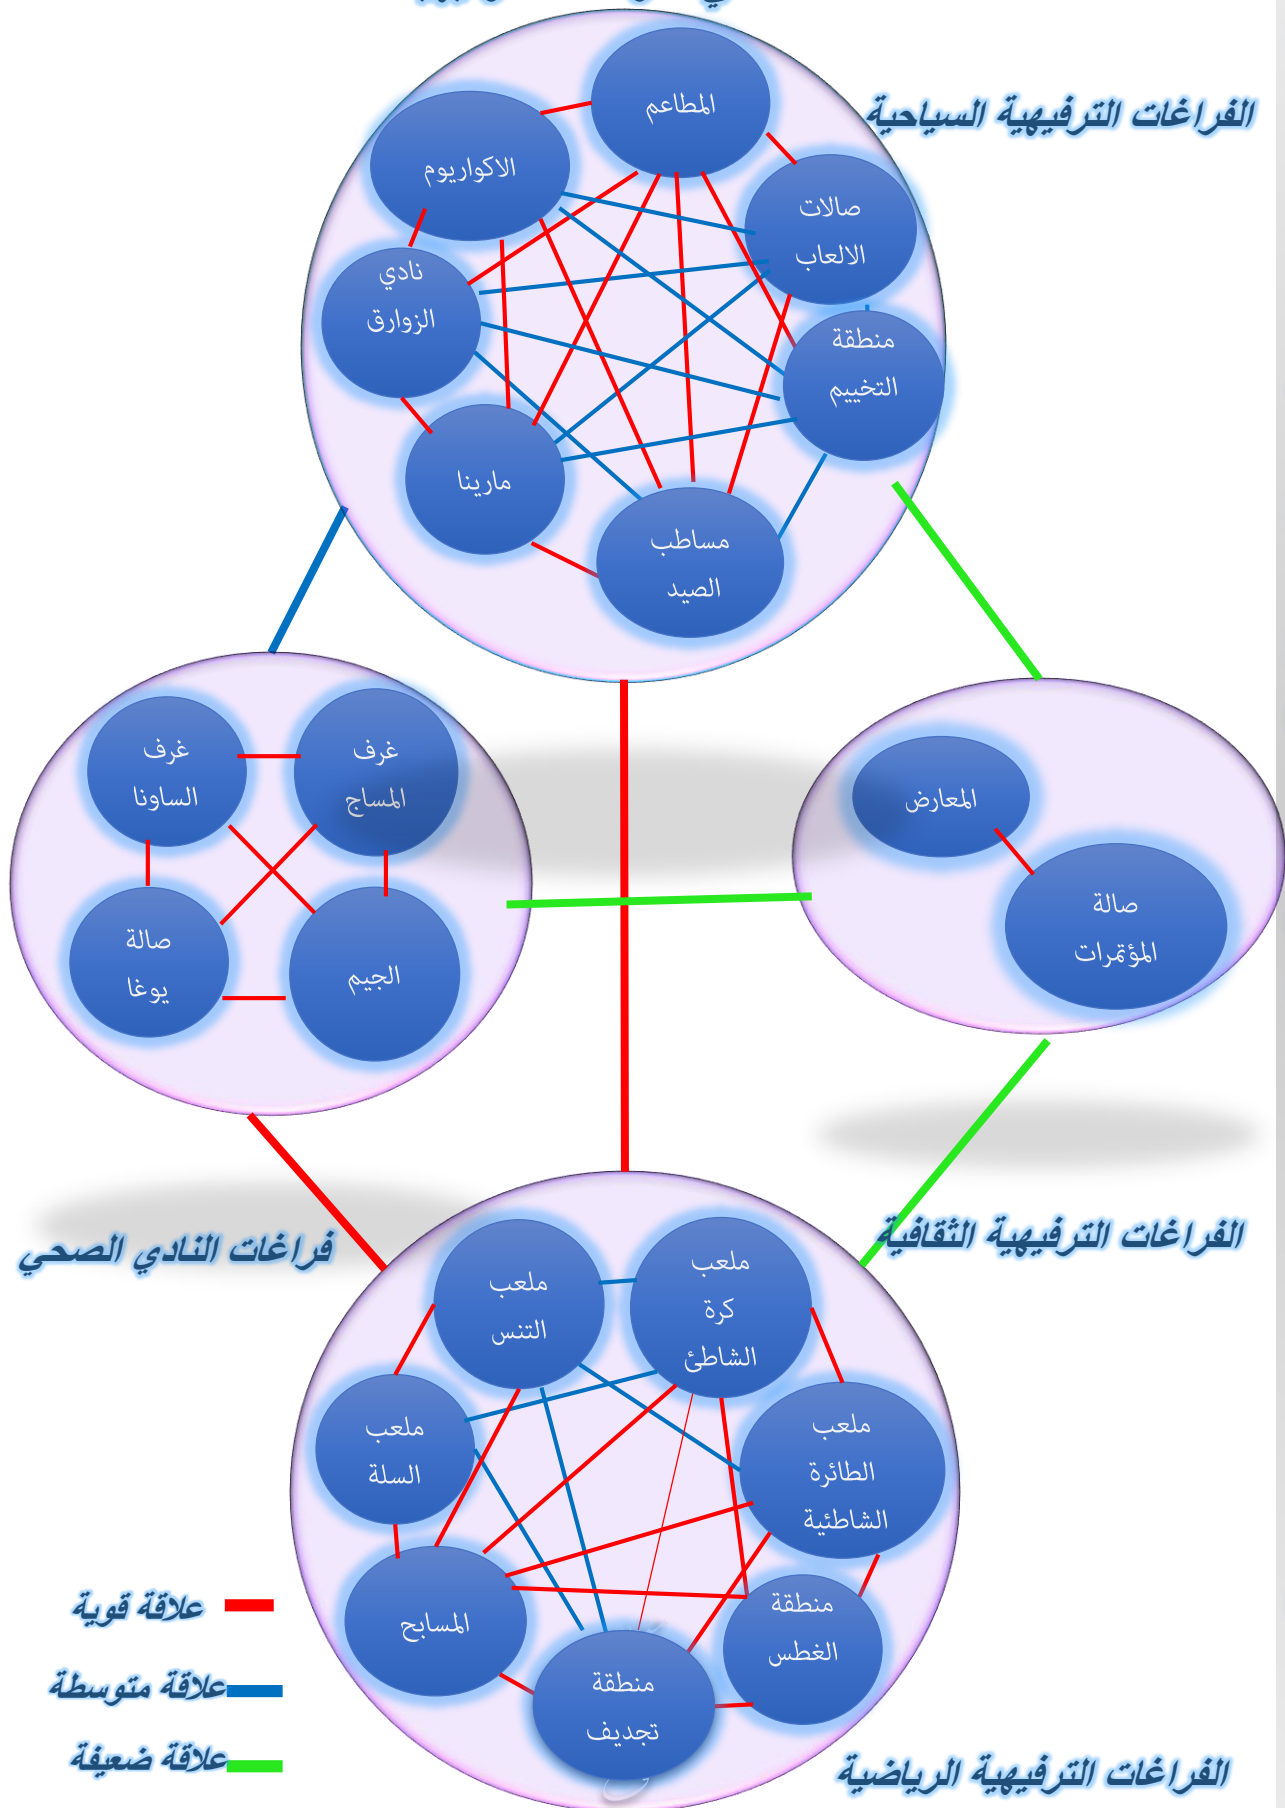 الفراغات الترفيهية السياحية
المطاعم
الاكواريوم
صالات
الالعاب
نادي
الزوارق
منطقة
التخييم
مارينا
مساطب
الصيد
غرف
المساج
غرف
الساونا
صالة
يوغا
الجيم
المعارض
صالة
المؤتمرات
الفراغات الترفيهية الثقافية
فراغات النادي الصحي
ملعب
كرة
الشاطئ
ملعب
التنس
ملعب
الطائرة
الشاطئية
ملعب
السلة
منطقة
الغطس
المسابح
منطقة
تجديف
علاقة قوية
علاقة متوسطة
علاقة ضعيفة
الفراغات الترفيهية الرياضية